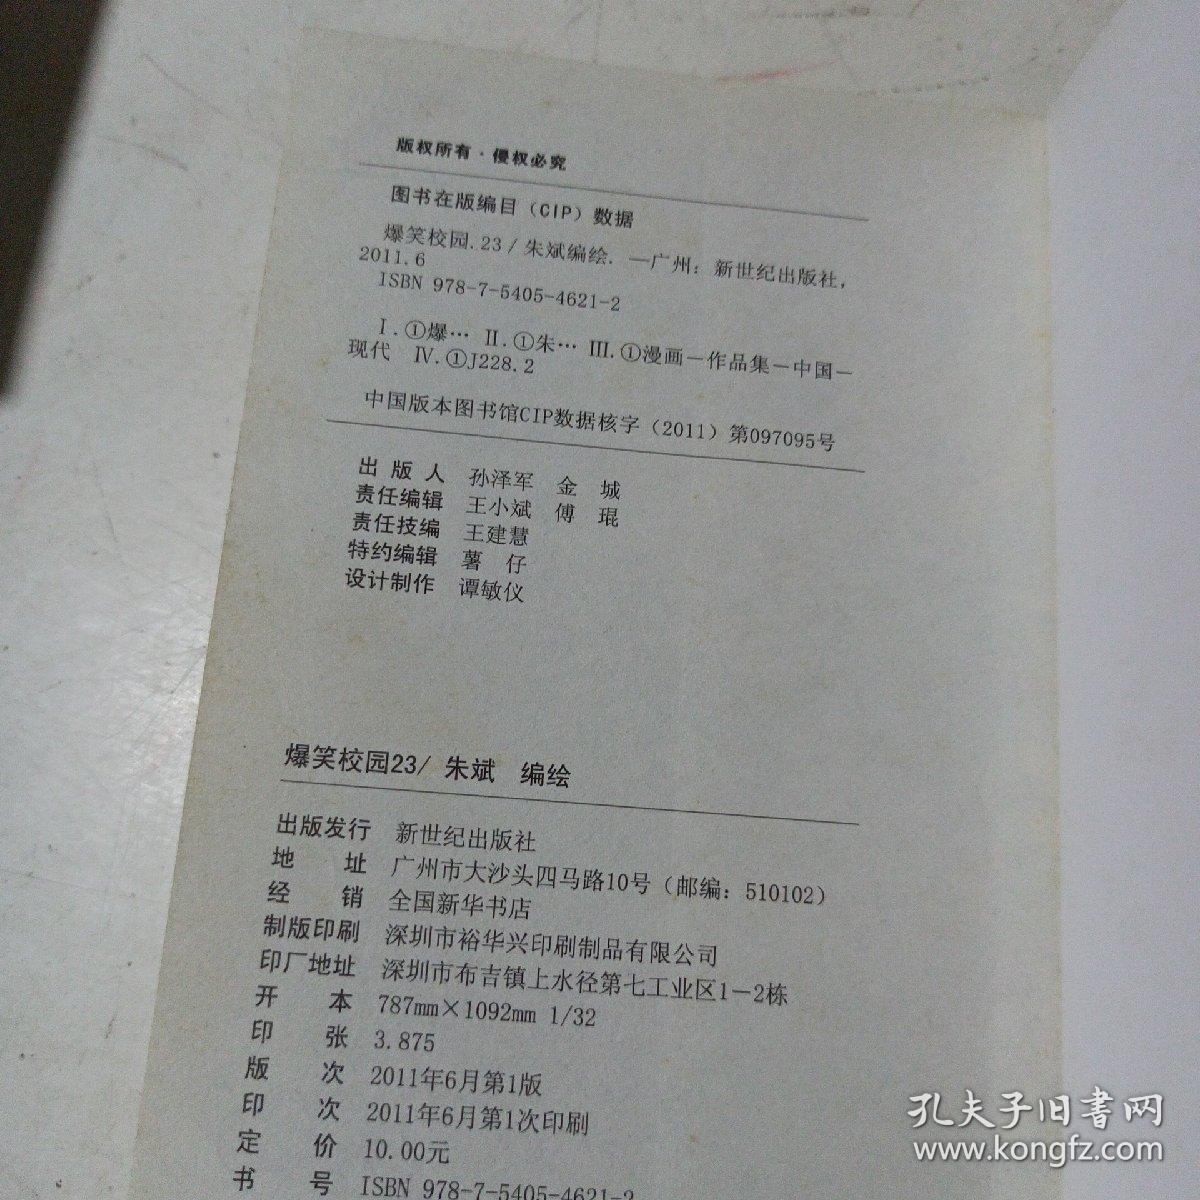 版权所有·侵权必究
图书在版编目（CIP）数据
爆笑校园.23/朱斌编绘.—广州：新世纪出版社，
2011.6
ISBN 978-7-5405-4621-2
Ⅰ.①爆… Ⅱ.①朱… Ⅲ.①漫画－作品集－中国－
现代 Ⅳ.①J228.2
中国版本图书馆CIP数据核字（2011）第097095号
出 版 人 孙泽军 金 城
责任编辑 王小斌 傅 琨
责任技编 王建慧
特约编辑 薯 仔
设计制作 谭敏仪
爆笑校园23/ 朱斌 编绘
出版发行 新世纪出版社
地 址 广州市大沙头四马路10号（邮编：510102）
经 销 全国新华书店
制版印刷 深圳市裕华兴印刷制品有限公司
印厂地址 深圳市布吉镇上水径第七工业区1－2栋
开 本 787mm×1092mm 1/32
印 张 3.875
版 次 2011年6月第1版
印 次 2011年6月第1次印刷
定 价 10.00元
书 号 ISBN 978-7-5405-4621-2
孔夫子旧书网
www.kongfz.com